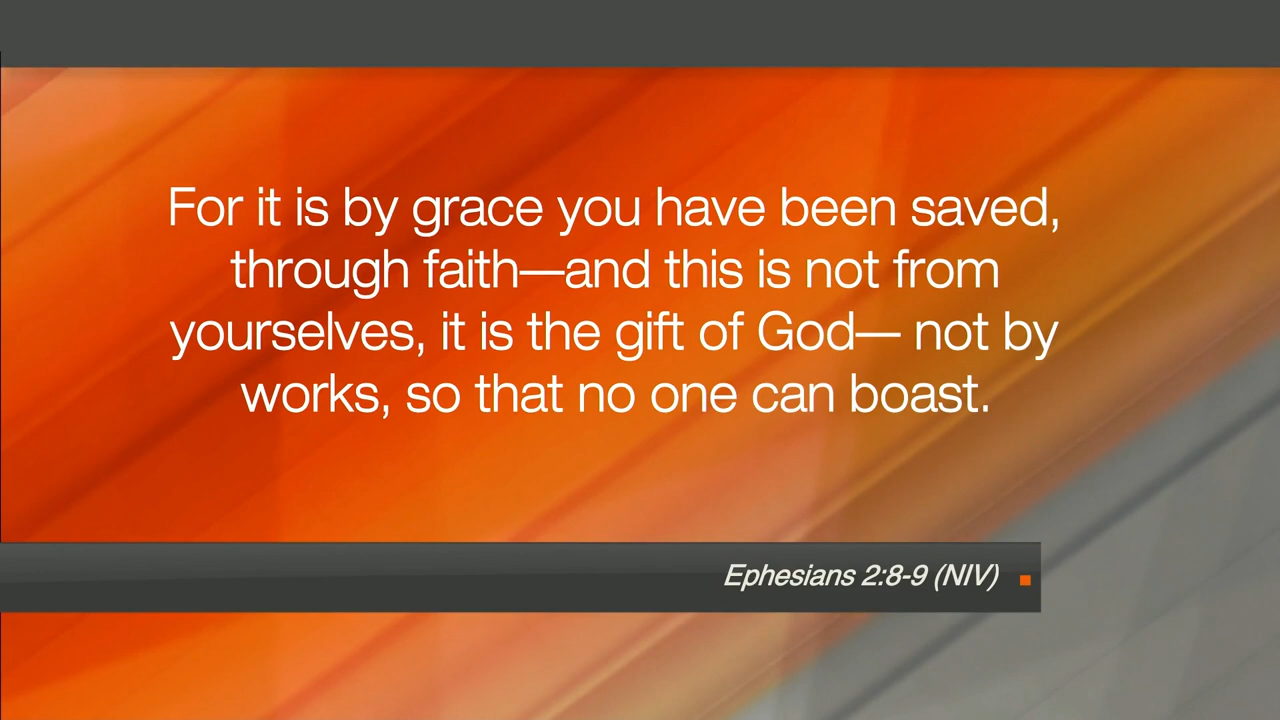 For it is by grace you have been saved,
through faith—and this is not from
yourselves, it is the gift of God— not by
works, so that no one can boast.
Ephesians 2:8-9 (NIV)